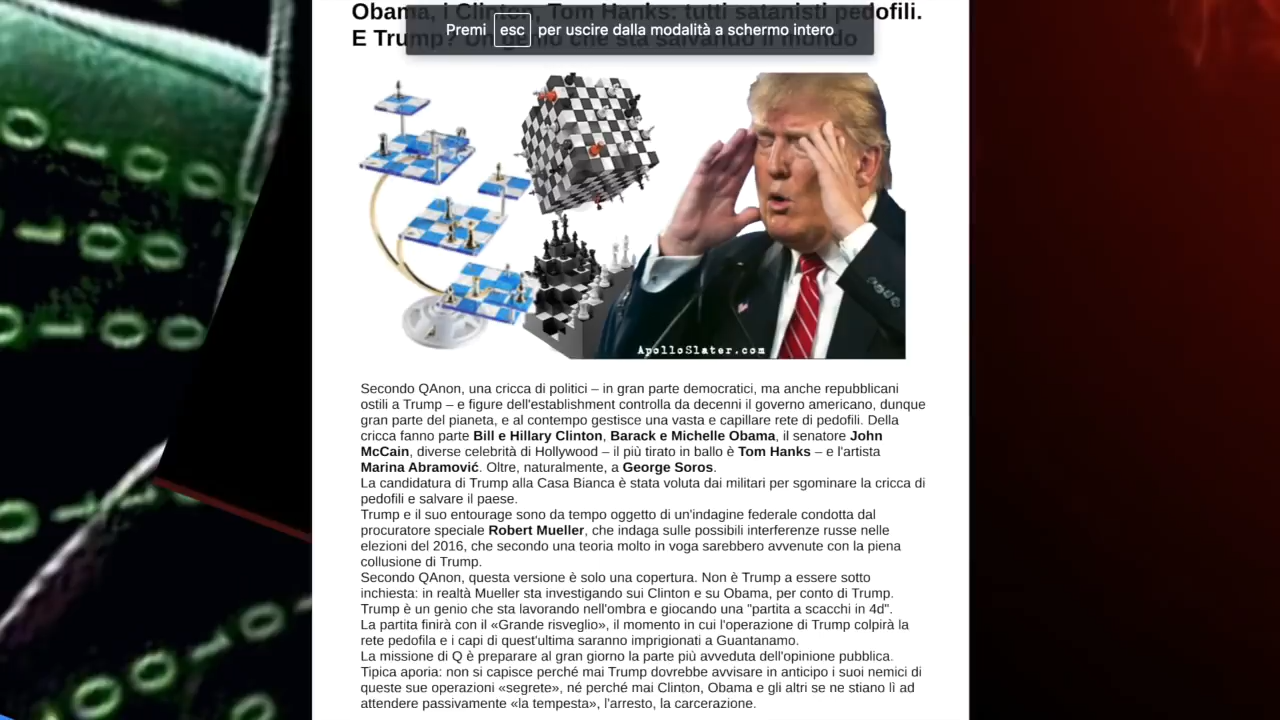 Obama, i Clinton, Tom Hanks: tutti satanisti pedofili.
E Trump? Un genio che sta salvando il mondo
Premi esc per uscire dalla modalità a schermo intero
ApolloSlater.com
Secondo QAnon, una cricca di politici – in gran parte democratici, ma anche repubblicani
ostili a Trump – e figure dell'establishment controlla da decenni il governo americano, dunque
gran parte del pianeta, e al contempo gestisce una vasta e capillare rete di pedofili. Della
cricca fanno parte Bill e Hillary Clinton, Barack e Michelle Obama, il senatore John
McCain, diverse celebrità di Hollywood – il più tirato in ballo è Tom Hanks – e l'artista
Marina Abramović. Oltre, naturalmente, a George Soros.
La candidatura di Trump alla Casa Bianca è stata voluta dai militari per sgominare la cricca di
pedofili e salvare il paese.
Trump e il suo entourage sono da tempo oggetto di un'indagine federale condotta dal
procuratore speciale Robert Mueller, che indaga sulle possibili interferenze russe nelle
elezioni del 2016, che secondo una teoria molto in voga sarebbero avvenute con la piena
collusione di Trump.
Secondo QAnon, questa versione è solo una copertura. Non è Trump a essere sotto
inchiesta: in realtà Mueller sta investigando sui Clinton e su Obama, per conto di Trump.
Trump è un genio che sta lavorando nell'ombra e giocando una "partita a scacchi in 4d".
La partita finirà con il «Grande risveglio», il momento in cui l'operazione di Trump colpirà la
rete pedofila e i capi di quest'ultima saranno imprigionati a Guantanamo.
La missione di Q è preparare al gran giorno la parte più avveduta dell'opinione pubblica.
Tipica aporia: non si capisce perché mai Trump dovrebbe avvisare in anticipo i suoi nemici di
queste sue operazioni «segrete», né perché mai Clinton, Obama e gli altri se ne stiano lì ad
attendere passivamente «la tempesta», l'arresto, la carcerazione.